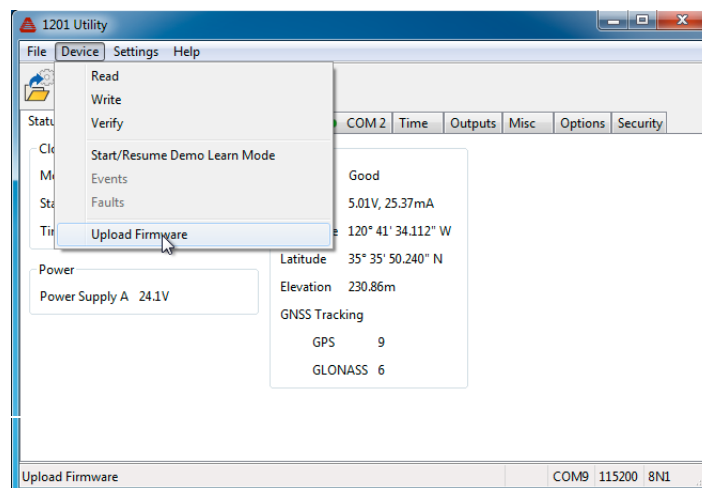 1201 Utility
File Device Settings Help
Read
Write
Verify
Start/Resume Demo Learn Mode
Events
Faults
Upload Firmware
COM 2 Time Outputs Misc Options Security
Good
5.01V, 25.37mA
120° 41' 34.112" W
Latitude 35° 35' 50.240" N
Elevation 230.86m
GNSS Tracking
GPS 9
GLONASS 6
Power
Power Supply A 24.1V
Upload Firmware COM9 115200 8N1